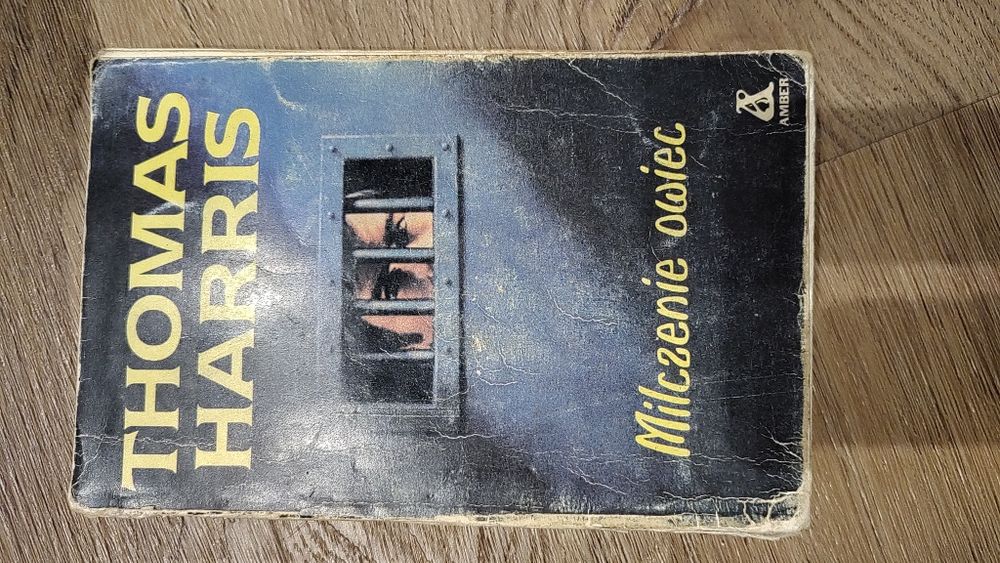 THOMAS
HARRIS
Milczenie owiec
AMBER